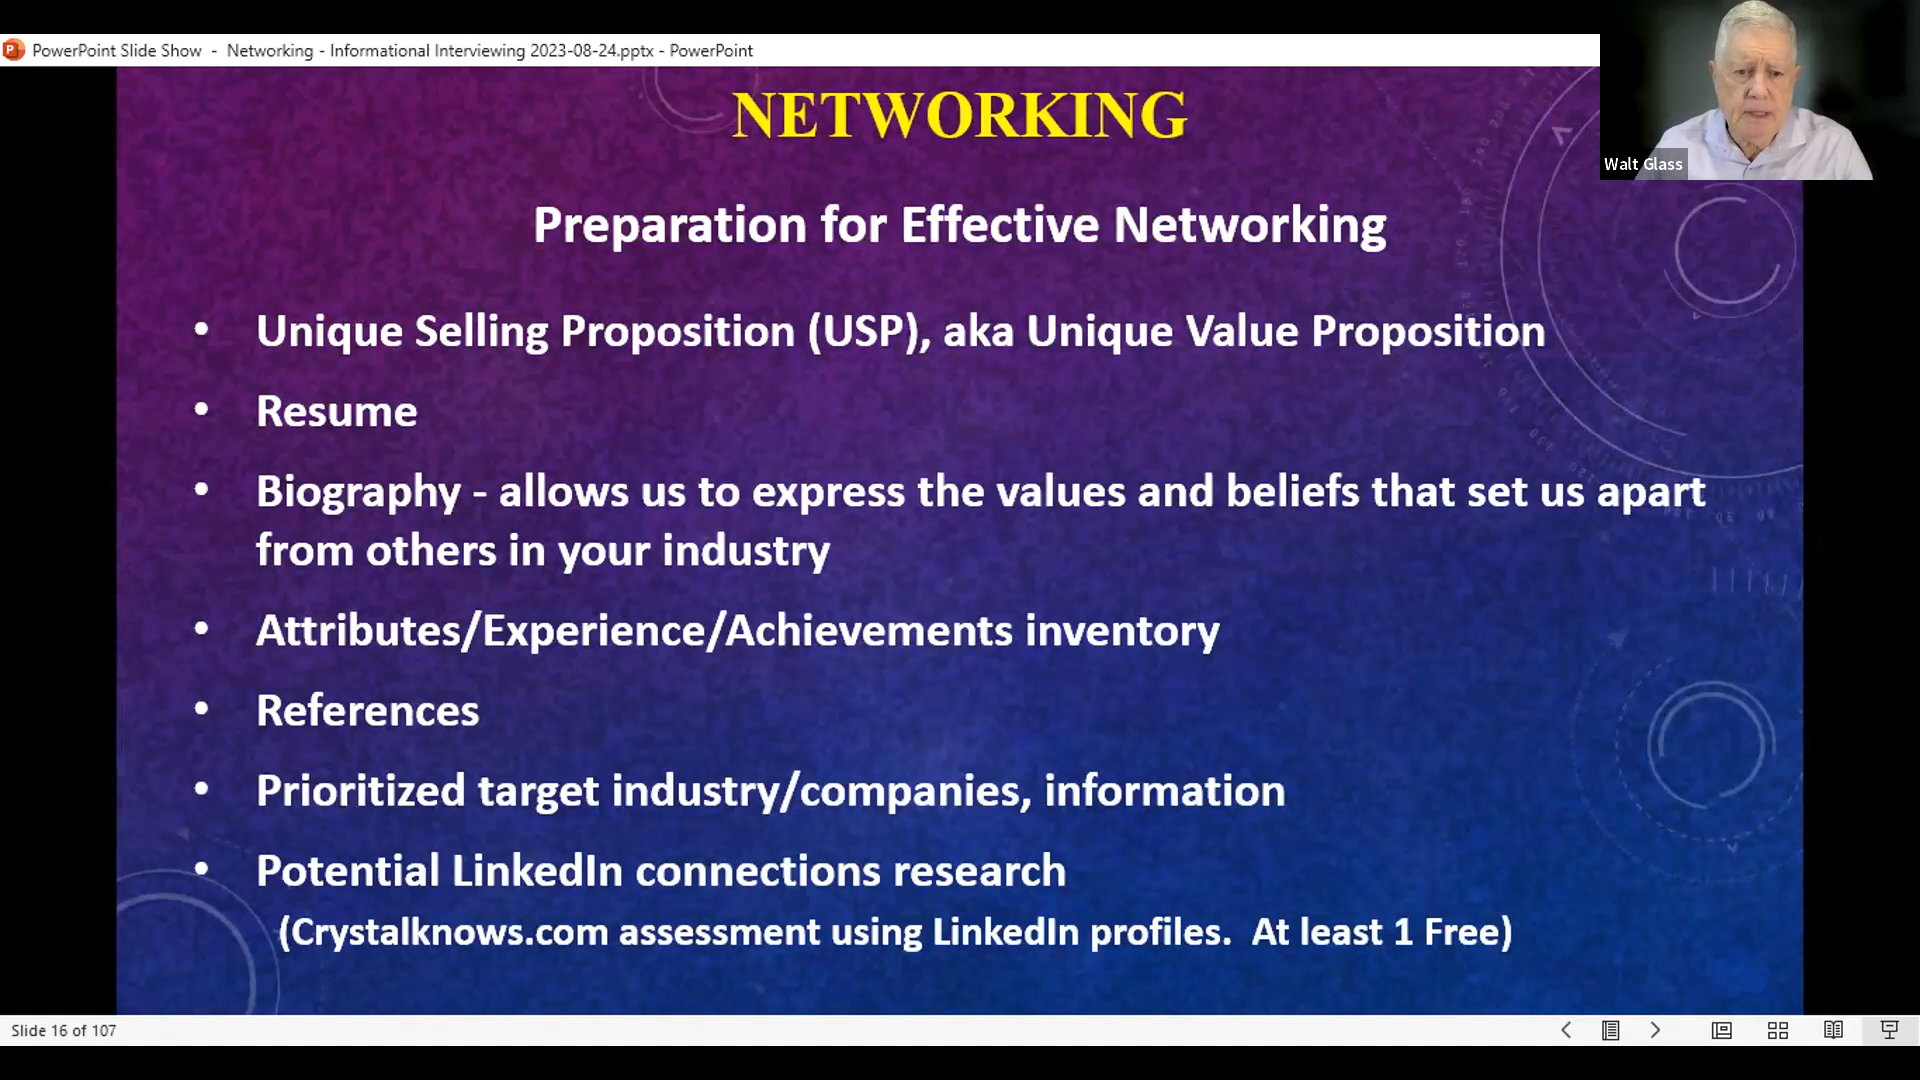 PowerPoint Slide Show - Networking - Informational Interviewing 2023-08-24.pptx - PowerPoint
Walt Glass
NETWORKING
Preparation for Effective Networking
• Unique Selling Proposition (USP), aka Unique Value Proposition
• Resume
• Biography - allows us to express the values and beliefs that set us apart
from others in your industry
• Attributes/Experience/Achievements inventory
• References
• Prioritized target industry/companies, information
• Potential LinkedIn connections research
(Crystalknows.com assessment using LinkedIn profiles. At least 1 Free)
Slide 16 of 107